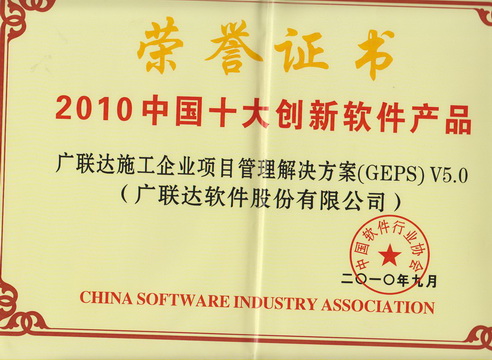 荣誉证书
2010中国十大创新软件产品
广联达施工企业项目管理解决方案(GEPS) V5.0
（广联达软件股份有限公司）
中国软件行业协会
二〇一〇年九月
CHINA SOFTWARE INDUSTRY ASSOCIATION